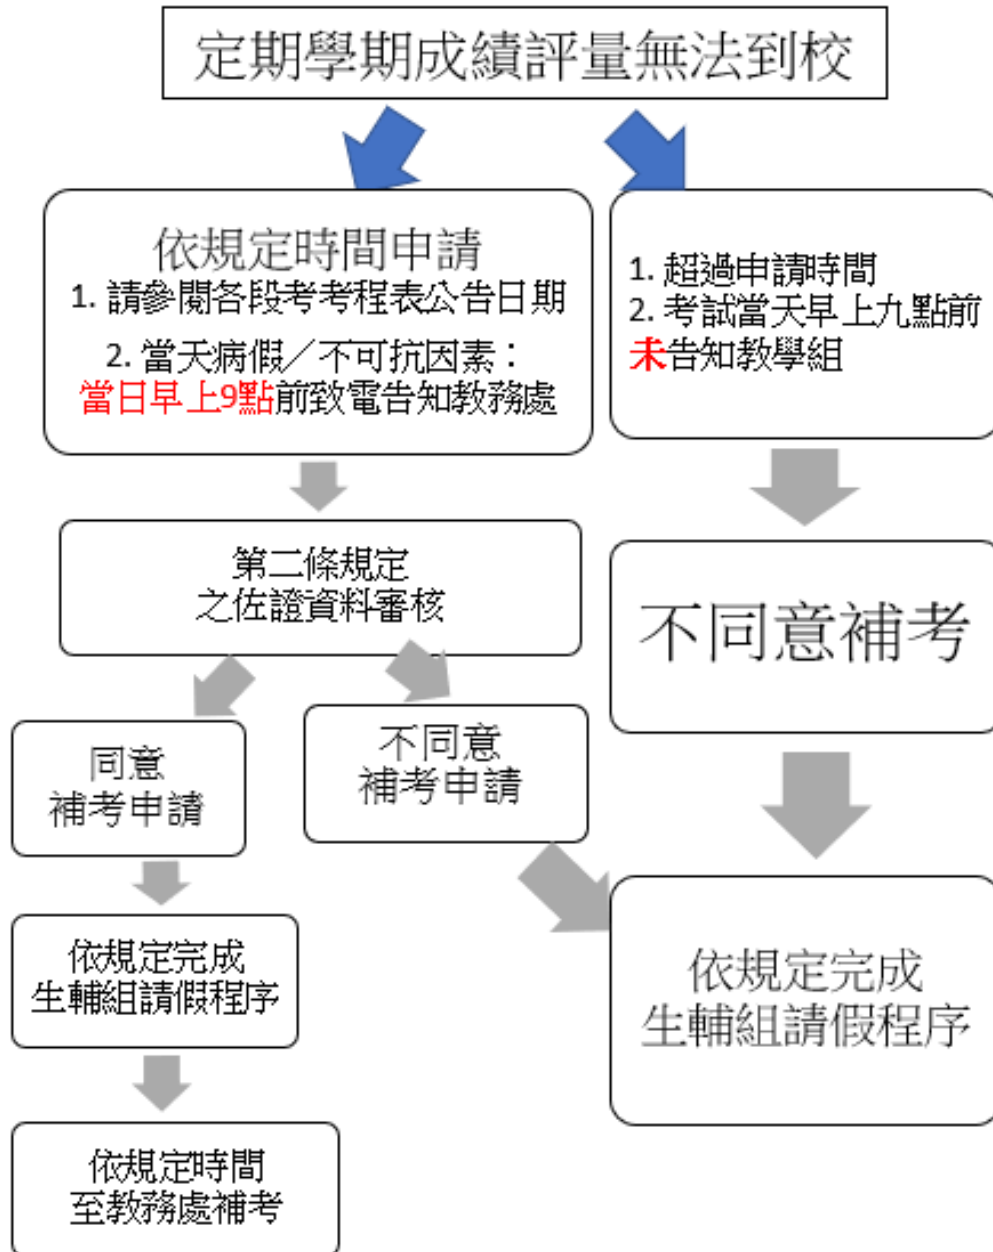 定期學期成績評量無法到校
依規定時間申請
1. 請參閱各段考考程表公告日期
2. 當天病假／不可抗因素：
當日早上9點前致電告知教務處
1. 超過申請時間
2. 考試當天早上九點前
未告知教學組
第二條規定
之佐證資料審核
不同意補考
同意
補考申請
不同意
補考申請
依規定完成
生輔組請假程序
依規定完成
生輔組請假程序
依規定時間
至教務處補考